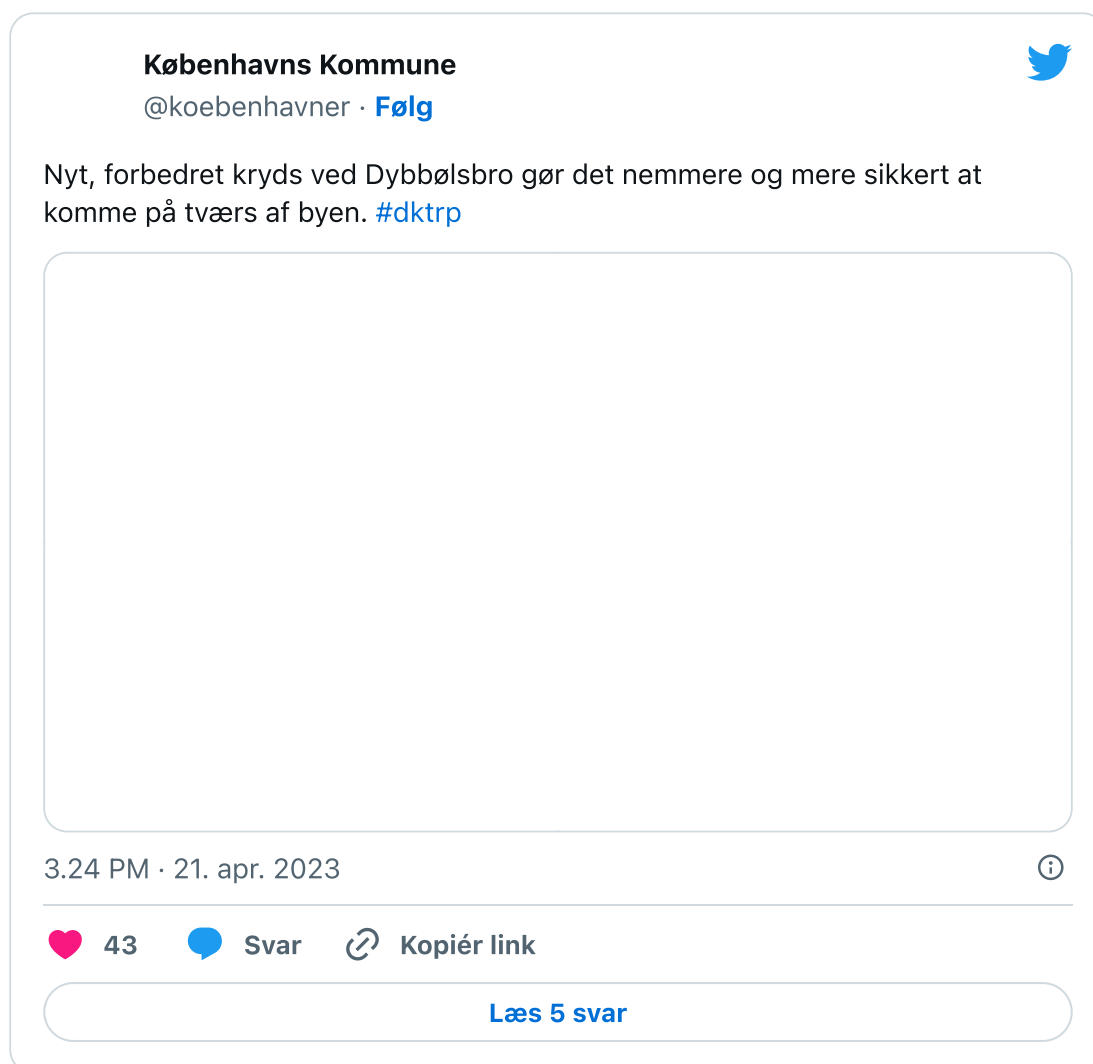 Københavns Kommune
@koebenhavner · Følg
Nyt, forbedret kryds ved Dybbølsbro gør det nemmere og mere sikkert at
komme på tværs af byen. #dktrp
3.24 PM · 21. apr. 2023
43 Svar Kopiér link
Læs 5 svar